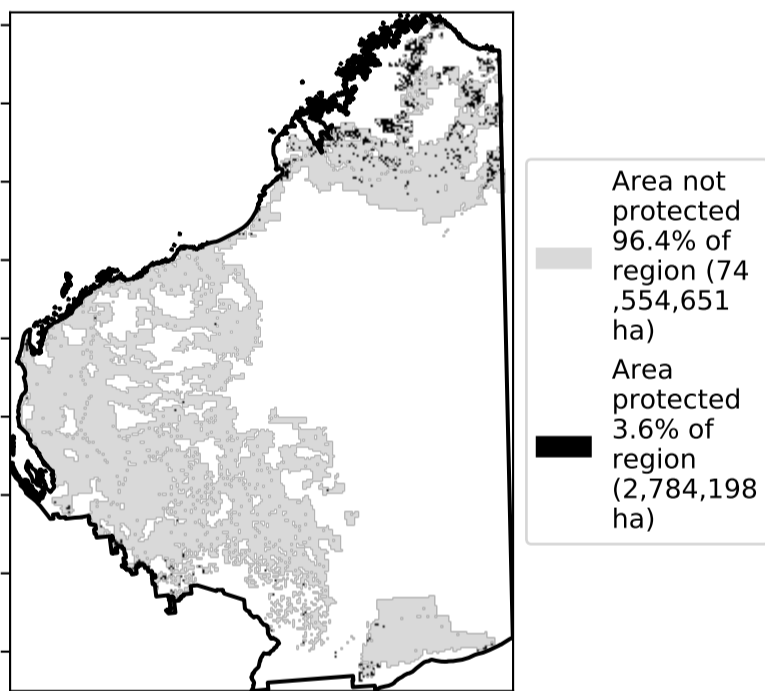 Area not
protected
96.4% of
region (74
,554,651
ha)
Area
protected
3.6% of
region
(2,784,198
ha)